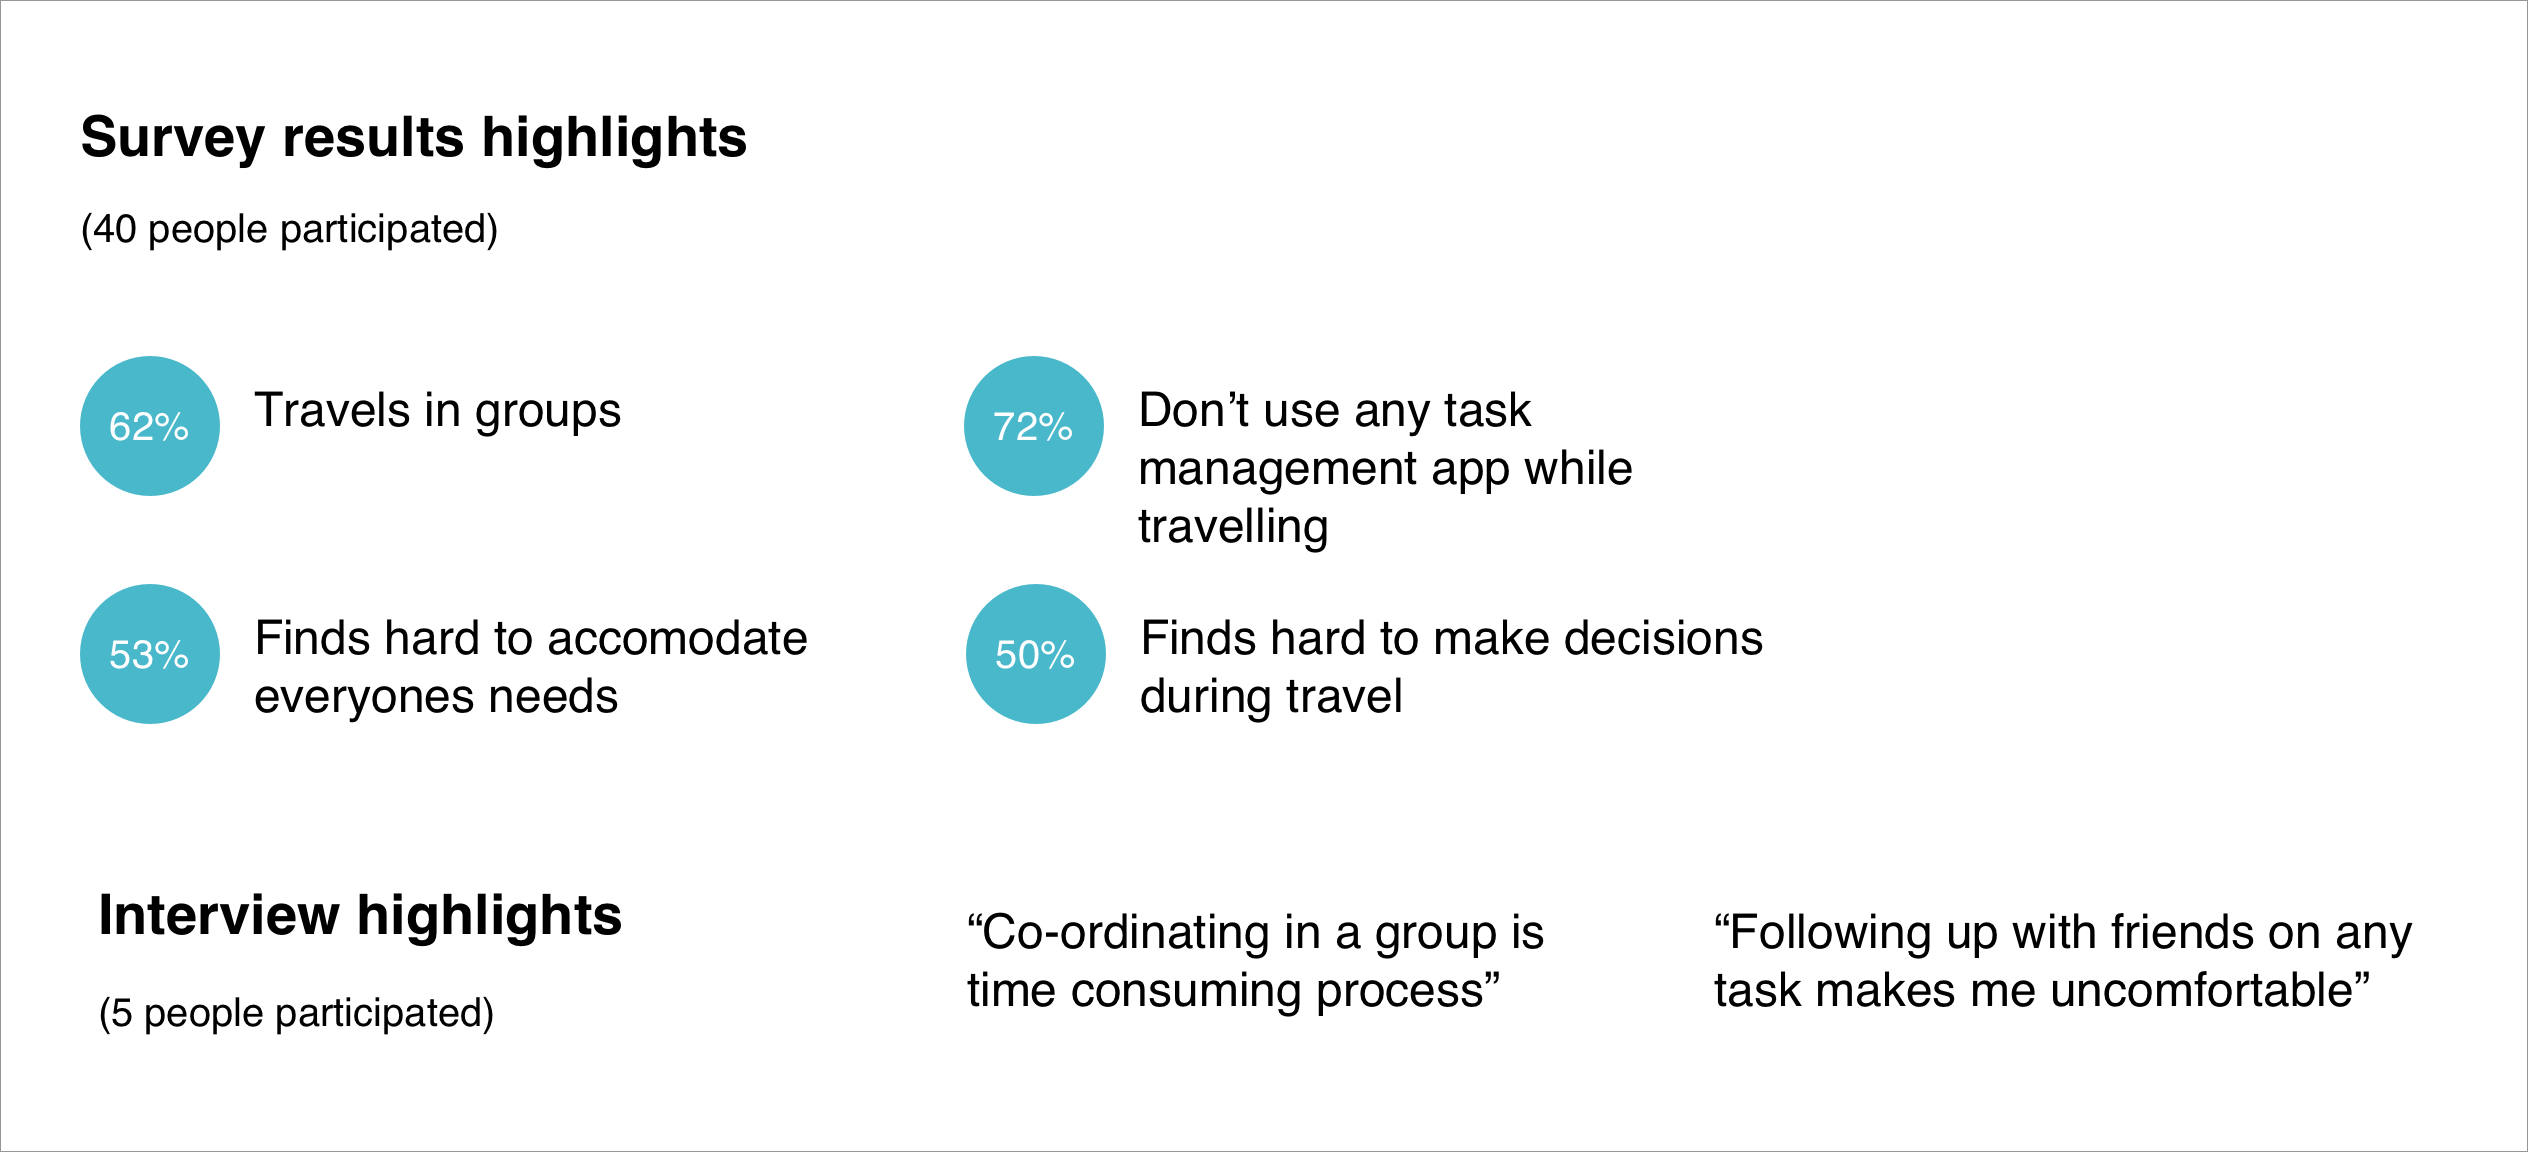 Survey results highlights
(40 people participated)
62%
Travels in groups
72%
Don’t use any task
management app while
travelling
53%
Finds hard to accomodate
everyones needs
50%
Finds hard to make decisions
during travel
Interview highlights
(5 people participated)
“Co-ordinating in a group is
time consuming process”
“Following up with friends on any
task makes me uncomfortable”